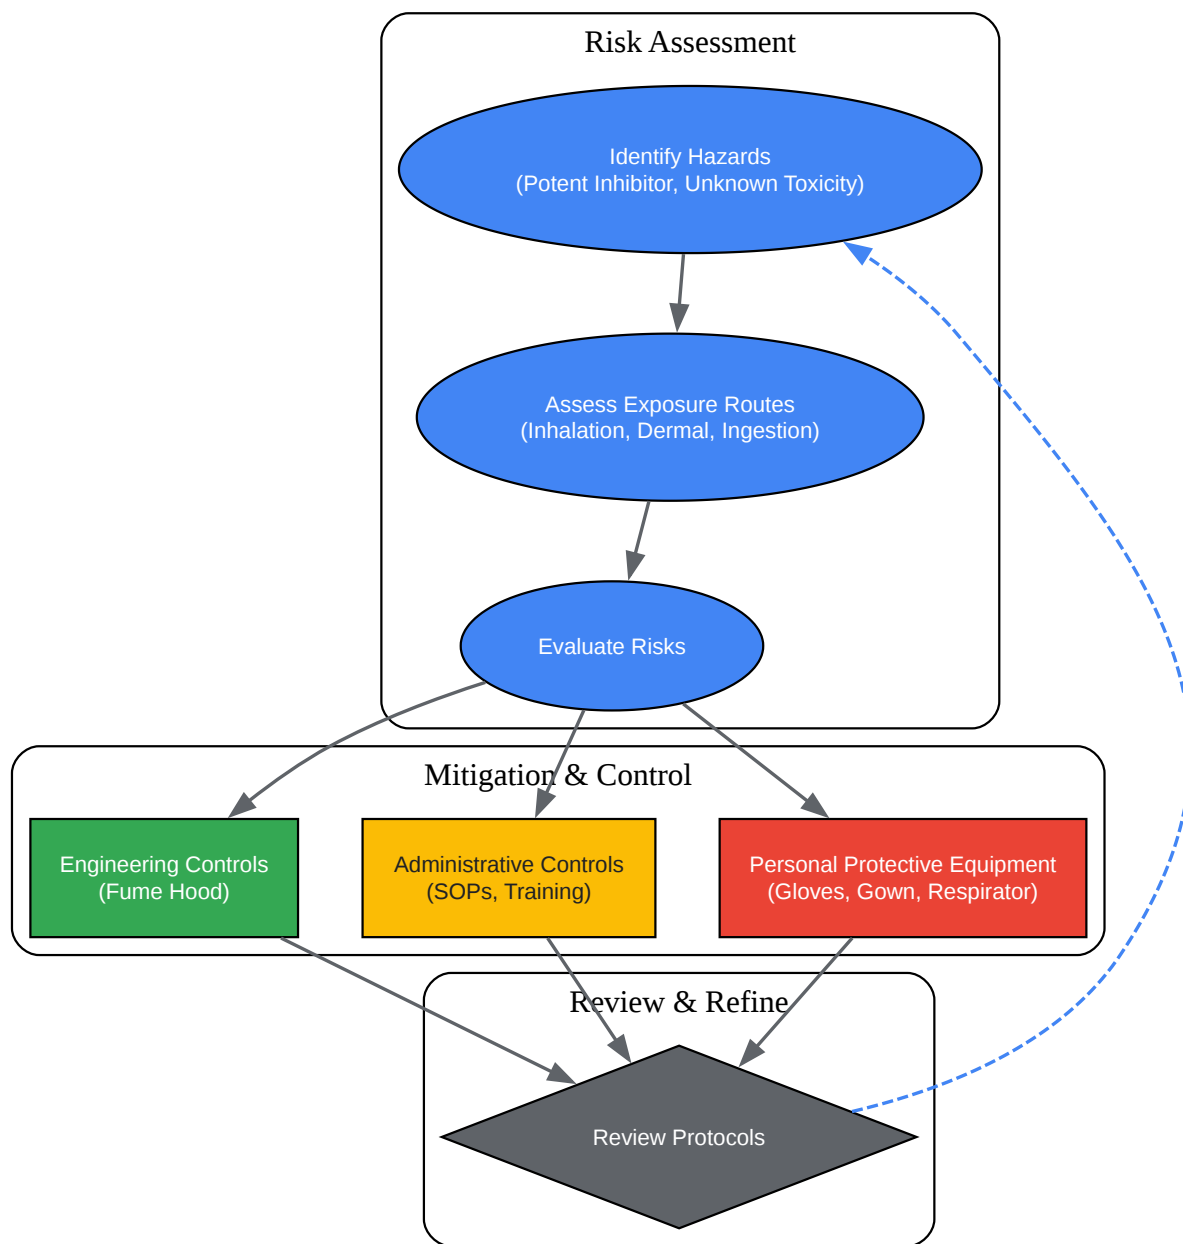 Risk Assessment
Identify Hazards
(Potent Inhibitor, Unknown Toxicity)
Assess Exposure Routes
(Inhalation, Dermal, Ingestion)
Evaluate Risks
Mitigation & Control
Engineering Controls
(Fume Hood)
Administrative Controls
(SOPs, Training)
Personal Protective Equipment
(Gloves, Gown, Respirator)
Review & Refine
Review Protocols